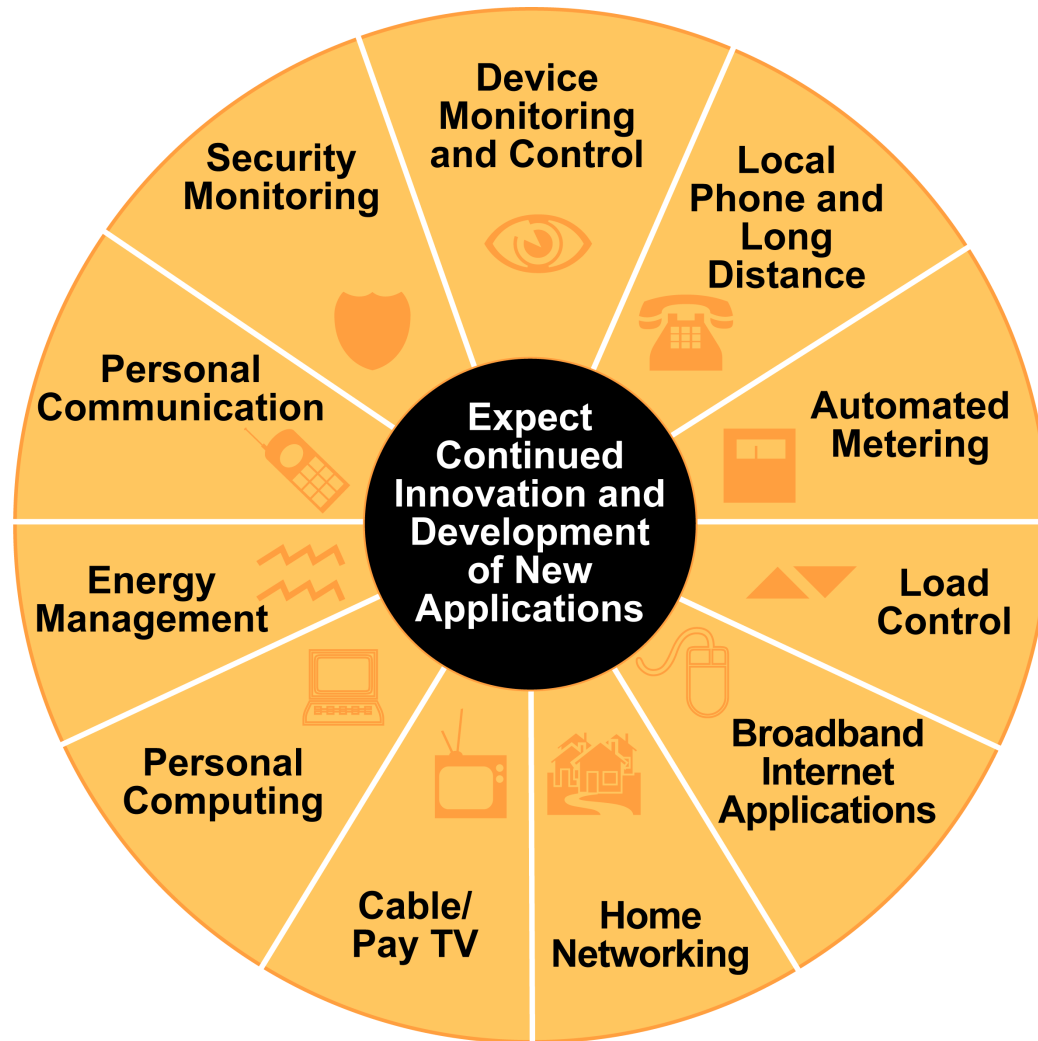 Device
Monitoring
and Control
Local
Phone and
Long
Distance
Automated
Metering
Load
Control
Broadband
Internet
Applications
Home
Networking
Cable/
Pay TV
Personal
Computing
Energy
Management
Personal
Communication
Security
Monitoring
Expect
Continued
Innovation and
Development
of New
Applications